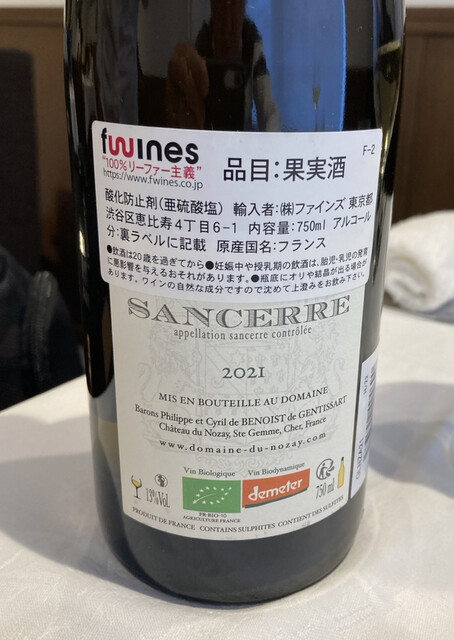 fwines
"100%リーファー主義"
https://www.fwines.co.jp
品目：果実酒
F-2
酸化防止剤（亜硫酸塩） 輸入者：㈱ファインズ 東京都
渋谷区恵比寿４丁目６−１ 内容量：750ml アルコール
分：裏ラベルに記載 原産国名：フランス
●飲酒は20歳を過ぎてから●妊娠中や授乳期の飲酒は、胎児・乳児の発育
に悪影響を与えるおそれがあります。●瓶底にオリや結晶が出る場合が
あります。ワインの自然な成分ですので沈めて上澄みをお飲み下さい。
SANCERRE
appellation sancerre contrôlée
2021
MIS EN BOUTEILLE AU DOMAINE
Barons Philippe et Cyril de BENOIST de GENTISSART
Château du Nozay, Ste Gemme, Cher, France
www.domaine-du-nozay.com
Vin Biologique
Vin Biodynamique
13%Vol.
demeter
750 ml
FR-BIO-10
AGRICULTURE FRANCE
PRODUIT DE FRANCE CONTAINS SULPHITES CONTIENT DES SULFITES